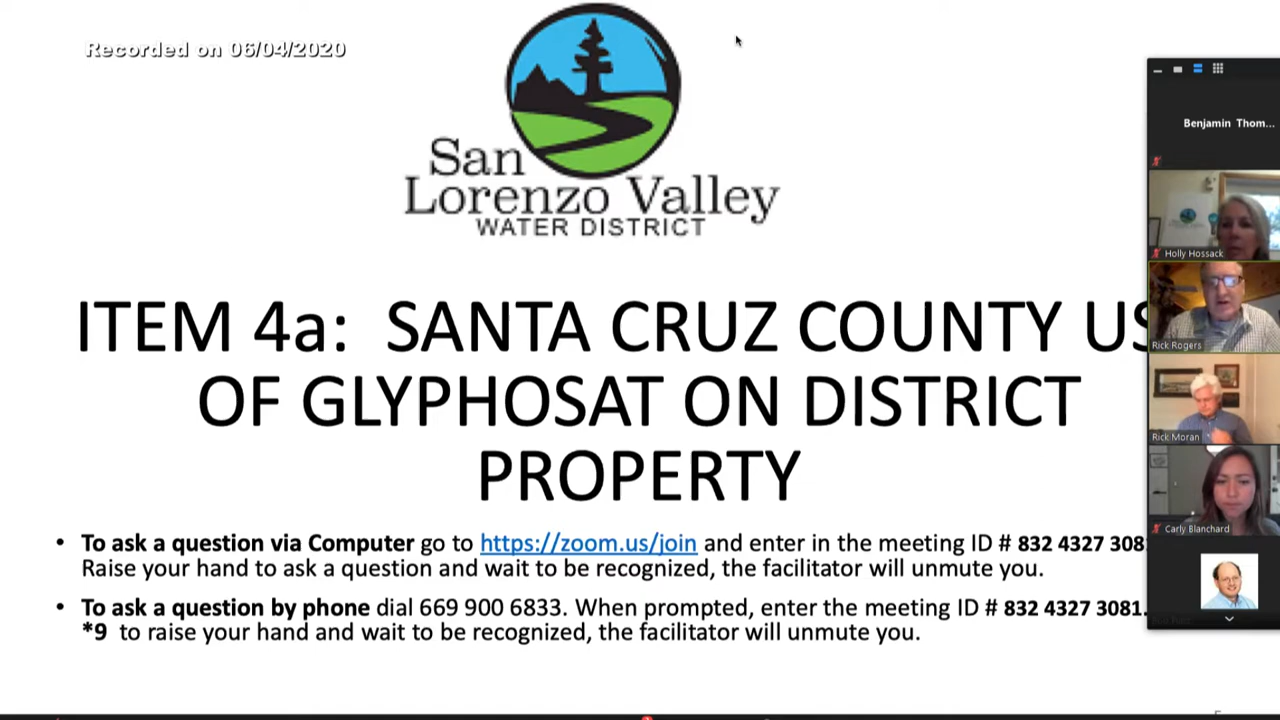 Recorded on 06/04/2020
San
Lorenzo Valley
WATER DISTRICT
ITEM 4a: SANTA CRUZ COUNTY US
OF GLYPHOSAT ON DISTRICT
PROPERTY
• To ask a question via Computer go to https://zoom.us/join and enter in the meeting ID # 832 4327 308
Raise your hand to ask a question and wait to be recognized, the facilitator will unmute you.
• To ask a question by phone dial 669 900 6833. When prompted, enter the meeting ID # 832 4327 3081.
*9 to raise your hand and wait to be recognized, the facilitator will unmute you.
Benjamin Thom...
Holly Hossack
Rick Rogers
Rick Moran
Carly Blanchard